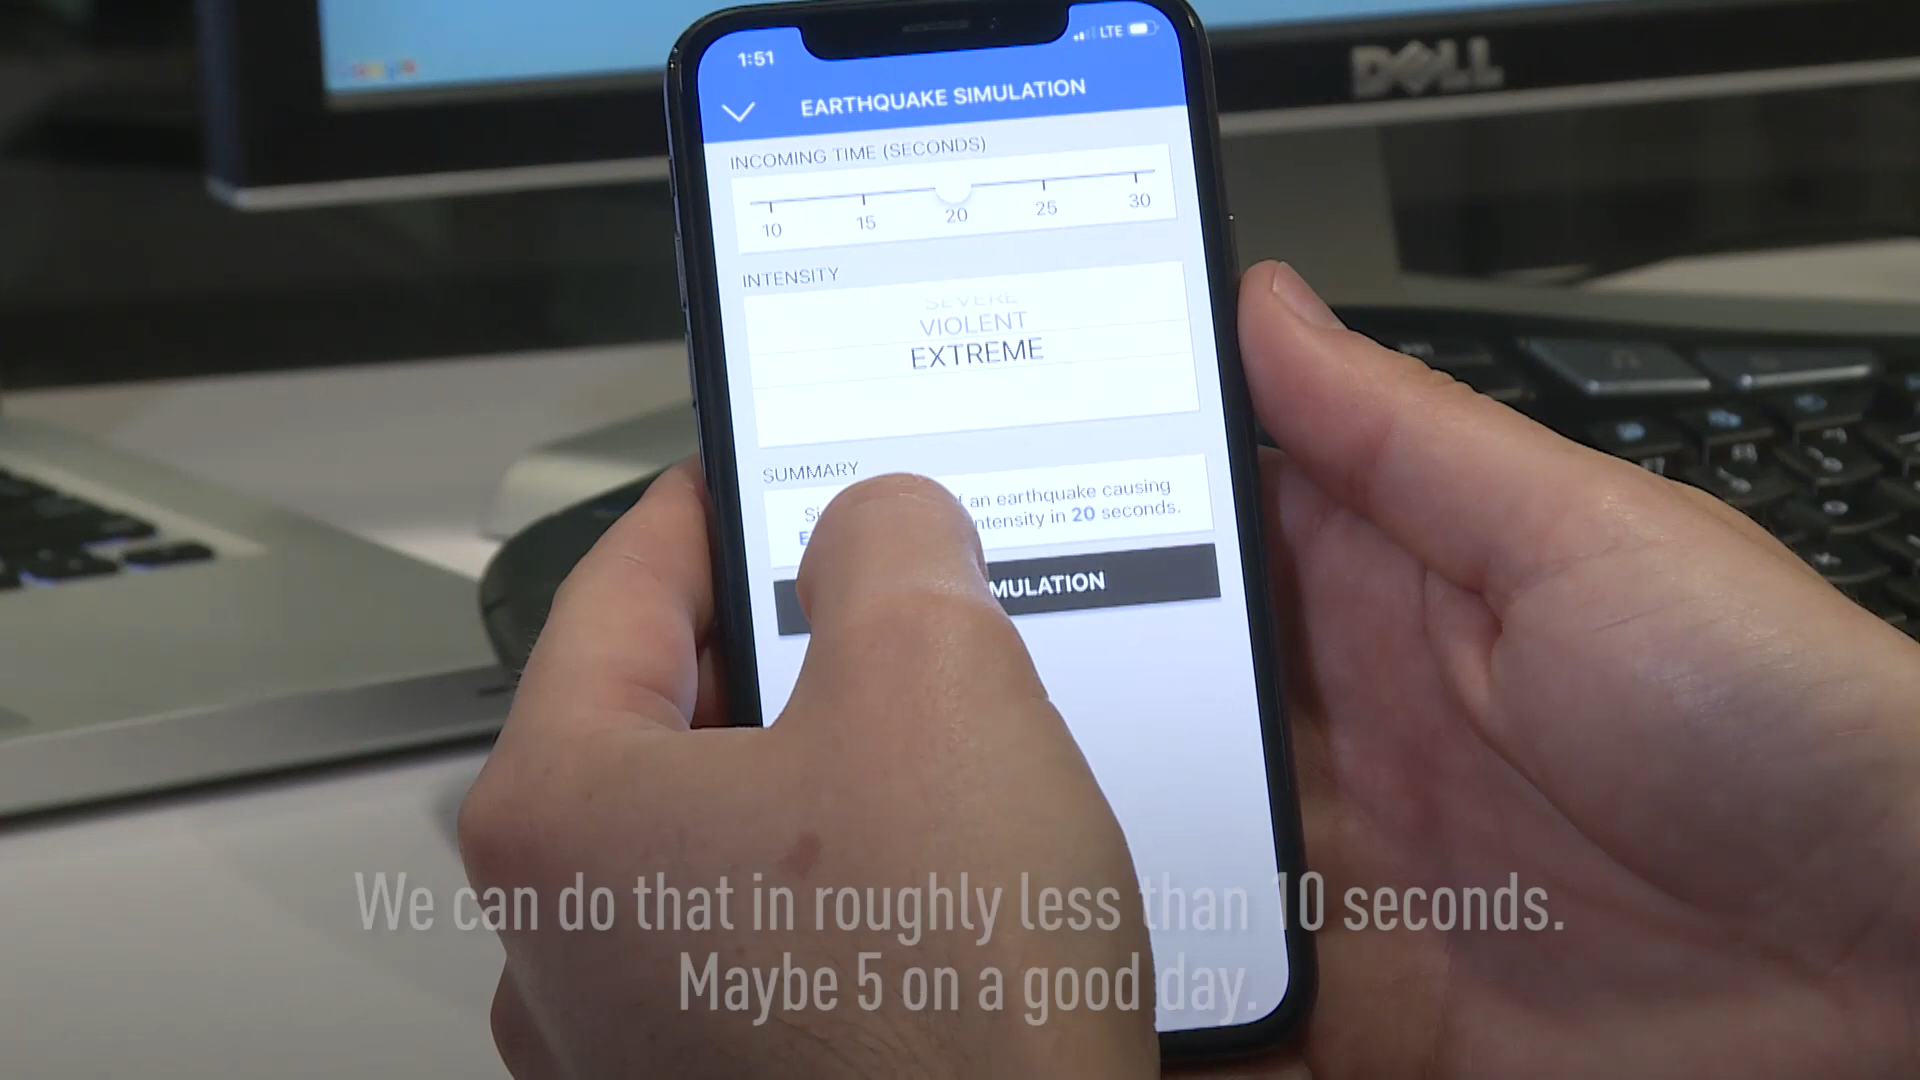 DELL
1:51
LTE
EARTHQUAKE SIMULATION
INCOMING TIME (SECONDS)
10 15 20 25 30
INTENSITY
SEVERE
VIOLENT
EXTREME
SUMMARY
an earthquake causing
ntensity in 20 seconds.
MULATION
We can do that in roughly less than 10 seconds.
Maybe 5 on a good day.